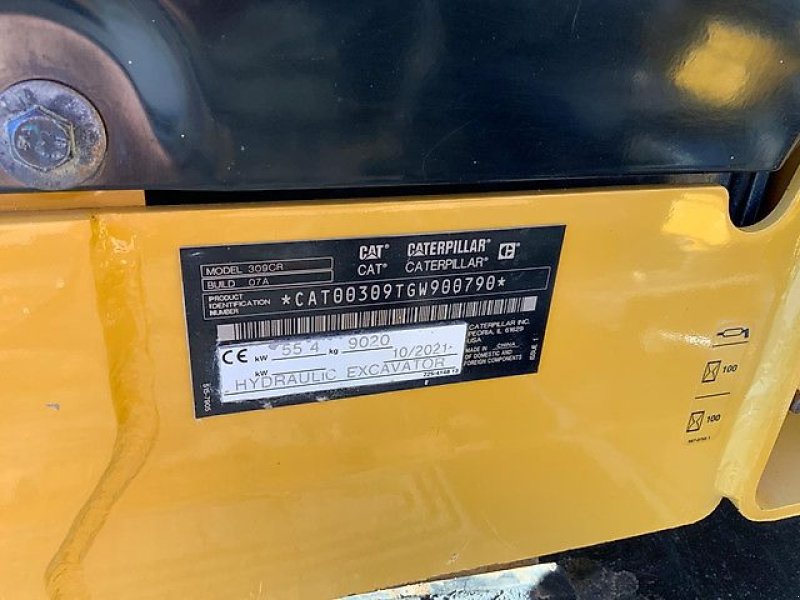 CAT® CATERPILLAR®
CAT® CATERPILLAR®
MODEL 309CR
BUILD 07A
PRODUCT IDENTIFICATION NUMBER
*CAT00309TGW900790*
CATERPILLAR INC.
PEORIA, IL 61629
USA
MADE IN CHINA
OF DOMESTIC AND
FOREIGN COMPONENTS
ISSUE 1
CE kW 55 4 kg 9020 10/2021
kW
HYDRAULIC EXCAVATOR
100
100